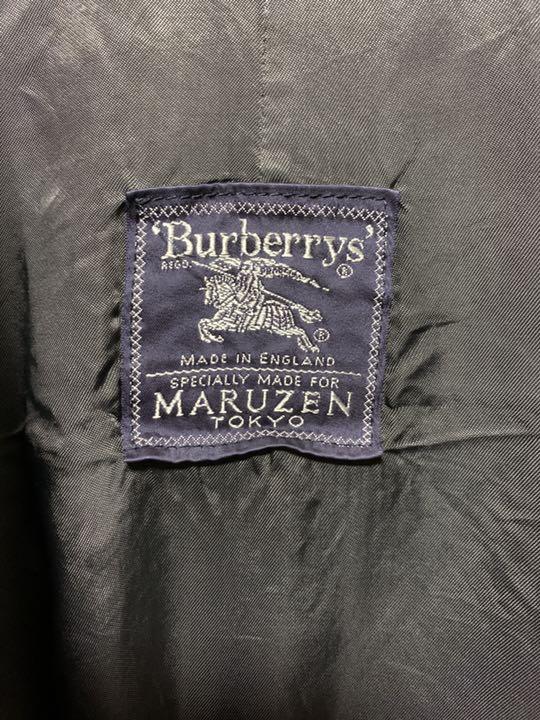 'Burberrys'
REGD. ®
®
MADE IN ENGLAND
SPECIALLY MADE FOR
MARUZEN
TOKYO